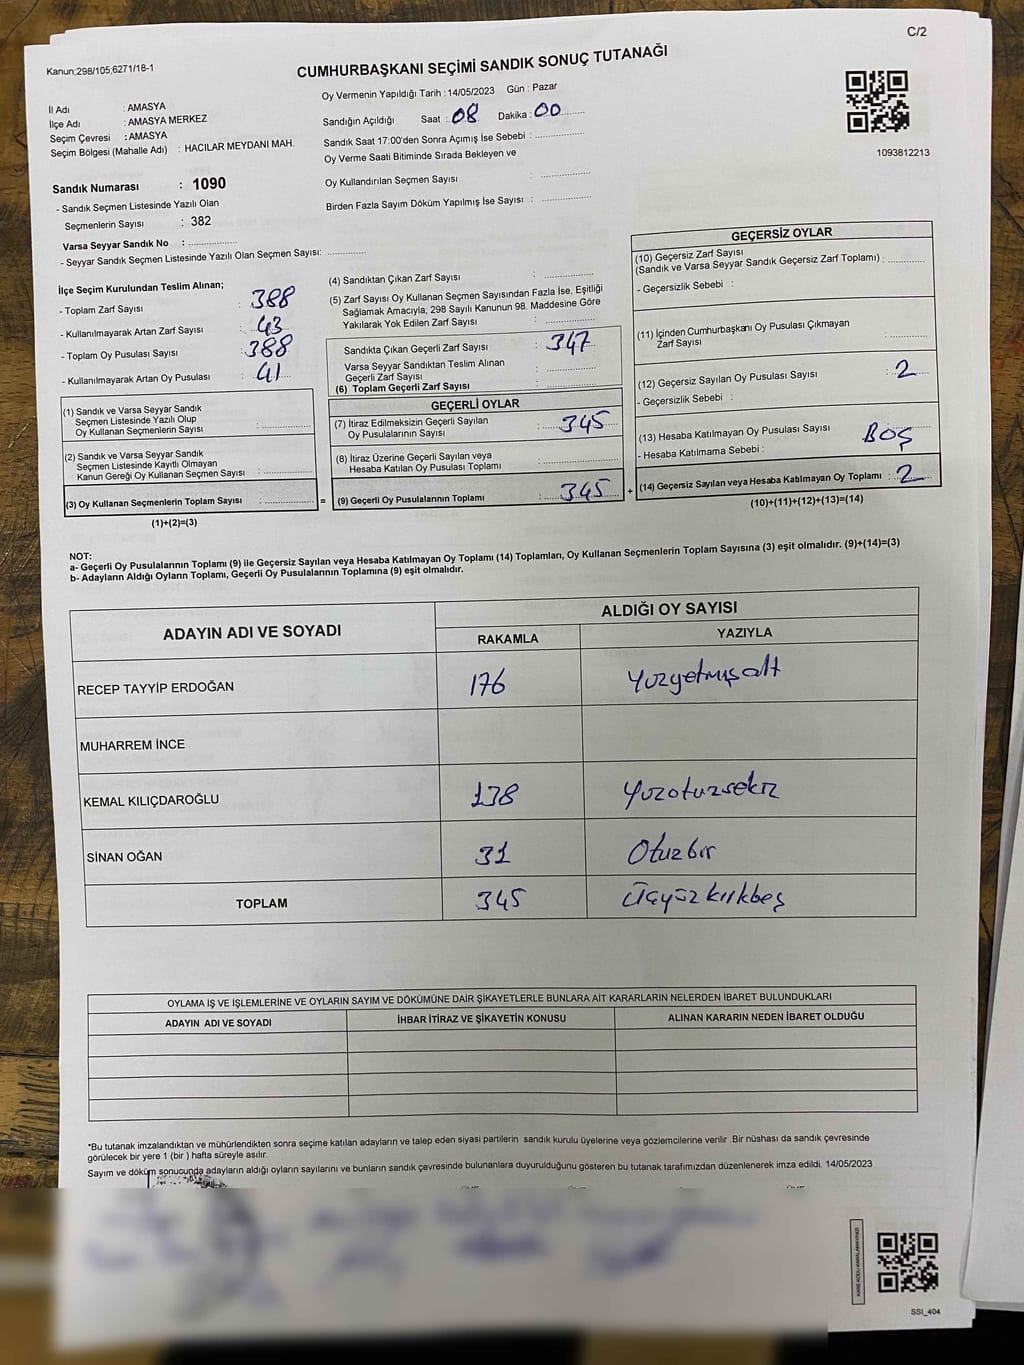 C/2
Kanun;298/105,6271/18-1
CUMHURBAŞKANI SEÇİMİ SANDIK SONUÇ TUTANAĞI
İl Adı : AMASYA
İlçe Adı : AMASYA MERKEZ
Seçim Çevresi : AMASYA
Seçim Bölgesi (Mahalle Adı) : HACILAR MEYDANI MAH.
Oy Vermenin Yapıldığı Tarih : 14/05/2023 Gün : Pazar
Sandığın Açıldığı Saat : 08 Dakika : 00
Sandık Saat 17:00'den Sonra Açımış İse Sebebi :
Oy Verme Saati Bitiminde Sırada Bekleyen ve
Oy Kullandırılan Seçmen Sayısı :
Birden Fazla Sayım Döküm Yapılmış İse Sayısı :
1093812213
Sandık Numarası : 1090
- Sandık Seçmen Listesinde Yazılı Olan
Seçmenlerin Sayısı : 382
Varsa Seyyar Sandık No :
- Seyyar Sandık Seçmen Listesinde Yazılı Olan Seçmen Sayısı:
İlçe Seçim Kurulundan Teslim Alınan;
- Toplam Zarf Sayısı : 388
- Kullanılmayarak Artan Zarf Sayısı : 43
- Toplam Oy Pusulası Sayısı : 388
- Kullanılmayarak Artan Oy Pusulası : 41
(1) Sandık ve Varsa Seyyar Sandık
Seçmen Listesinde Yazılı Olup
Oy Kullanan Seçmenlerin Sayısı :
(2) Sandık ve Varsa Seyyar Sandık
Seçmen Listesinde Kayıtlı Olmayan
Kanun Gereği Oy Kullanan Seçmen Sayısı :
(3) Oy Kullanan Seçmenlerin Toplam Sayısı : =
(1)+(2)=(3)
(4) Sandıktan Çıkan Zarf Sayısı :
(5) Zarf Sayısı Oy Kullanan Seçmen Sayısından Fazla İse, Eşitliği
Sağlamak Amacıyla; 298 Sayılı Kanunun 98. Maddesine Göre
Yakılarak Yok Edilen Zarf Sayısı :
Sandıkta Çıkan Geçerli Zarf Sayısı : 347
Varsa Seyyar Sandıktan Teslim Alınan
Geçerli Zarf Sayısı :
(6) Toplam Geçerli Zarf Sayısı :
GEÇERLİ OYLAR
(7) İtiraz Edilmeksizin Geçerli Sayılan
Oy Pusulalarının Sayısı : 345
(8) İtiraz Üzerine Geçerli Sayılan veya
Hesaba Katılan Oy Pusulası Toplamı :
(9) Geçerli Oy Pusulalarının Toplamı : 345 +
GEÇERSİZ OYLAR
(10) Geçersiz Zarf Sayısı
(Sandık ve Varsa Seyyar Sandık Geçersiz Zarf Toplamı) :
- Geçersizlik Sebebi :
(11) İçinden Cumhurbaşkanı Oy Pusulası Çıkmayan
Zarf Sayısı :
(12) Geçersiz Sayılan Oy Pusulası Sayısı : 2
- Geçersizlik Sebebi :
(13) Hesaba Katılmayan Oy Pusulası Sayısı : BOŞ
- Hesaba Katılmama Sebebi :
(14) Geçersiz Sayılan veya Hesaba Katılmayan Oy Toplamı : 2
(10)+(11)+(12)+(13)=(14)
NOT:
a- Geçerli Oy Pusulalarının Toplamı (9) ile Geçersiz Sayılan veya Hesaba Katılmayan Oy Toplamı (14) Toplamları, Oy Kullanan Seçmenlerin Toplam Sayısına (3) eşit olmalıdır. (9)+(14)=(3)
b- Adayların Aldığı Oyların Toplamı, Geçerli Oy Pusulalarının Toplamına (9) eşit olmalıdır.
ADAYIN ADI VE SOYADI ALDIĞI OY SAYISI
RAKAMLA YAZIYLA
RECEP TAYYİP ERDOĞAN 176 Yüzyetmişaltı
MUHARREM İNCE
KEMAL KILIÇDAROĞLU 138 Yüzotuzsekiz
SİNAN OĞAN 31 Otuzbir
TOPLAM 345 Üçyüzkırkbeş
OYLAMA İŞ VE İŞLEMLERİNE VE OYLARIN SAYIM VE DÖKÜMÜNE DAİR ŞİKAYETLERLE BUNLARA AİT KARARLARIN NELERDEN İBARET BULUNDUKLARI
ADAYIN ADI VE SOYADI İHBAR İTİRAZ VE ŞİKAYETİN KONUSU ALINAN KARARIN NEDEN İBARET OLDUĞU
*Bu tutanak imzalandıktan ve mühürlendikten sonra seçime katılan adayların ve talep eden siyasi partilerin sandık kurulu üyelerine veya gözlemcilerine verilir .Bir nüshası da sandık çevresinde
görülecek bir yere 1 (bir ) hafta süreyle asılır.
Sayım ve döküm sonucunda adayların aldığı oyların sayılarını ve bunların sandık çevresinde bulunanlara duyurulduğunu gösteren bu tutanak tarafımızdan düzenlenerek imza edildi. 14/05/2023
SSI_404